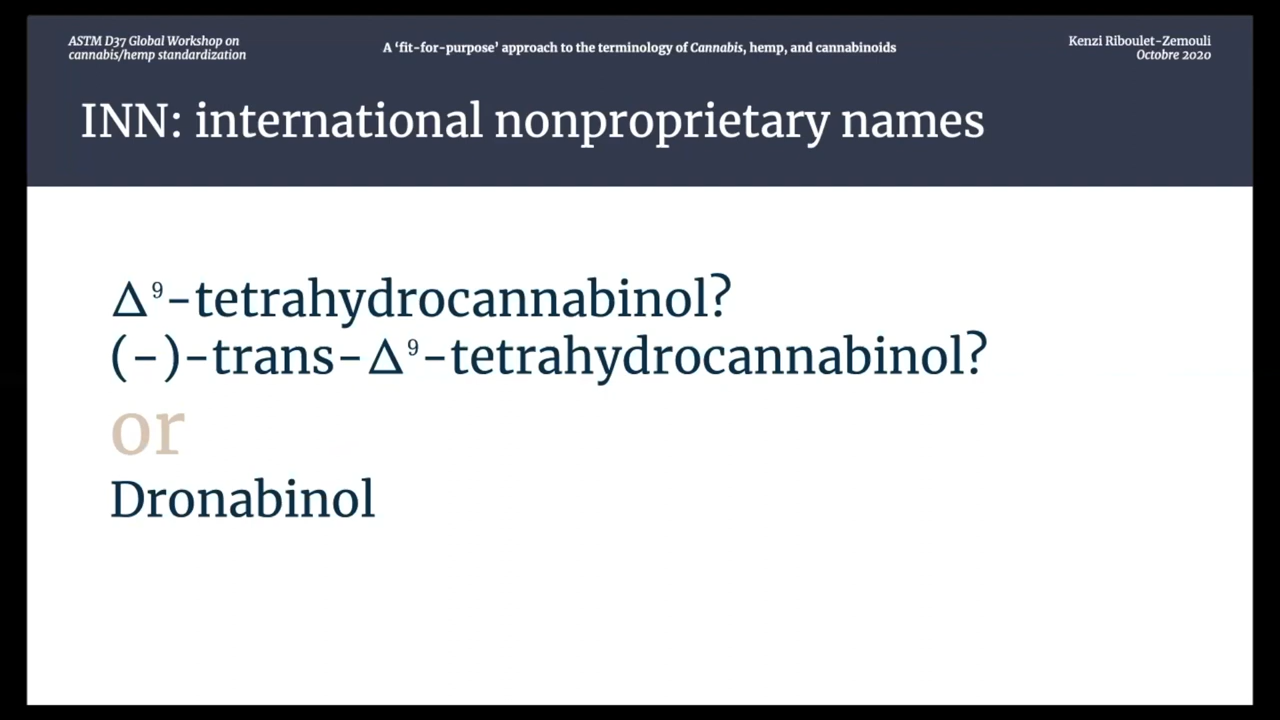 ASTM D37 Global Workshop on
cannabis/hemp standardization
A ‘fit-for-purpose’ approach to the terminology of Cannabis, hemp, and cannabinoids
Kenzi Riboulet-Zemouli
Octobre 2020
INN: international nonproprietary names
Δ⁹-tetrahydrocannabinol?
(-)-trans-Δ⁹-tetrahydrocannabinol?
or
Dronabinol